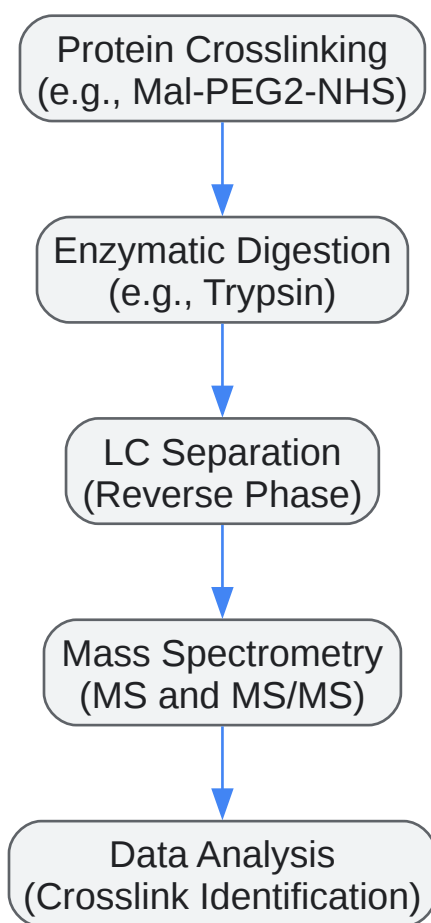 Protein Crosslinking
(e.g., Mal-PEG2-NHS)
Enzymatic Digestion
(e.g., Trypsin)
LC Separation
(Reverse Phase)
Mass Spectrometry
(MS and MS/MS)
Data Analysis
(Crosslink Identification)